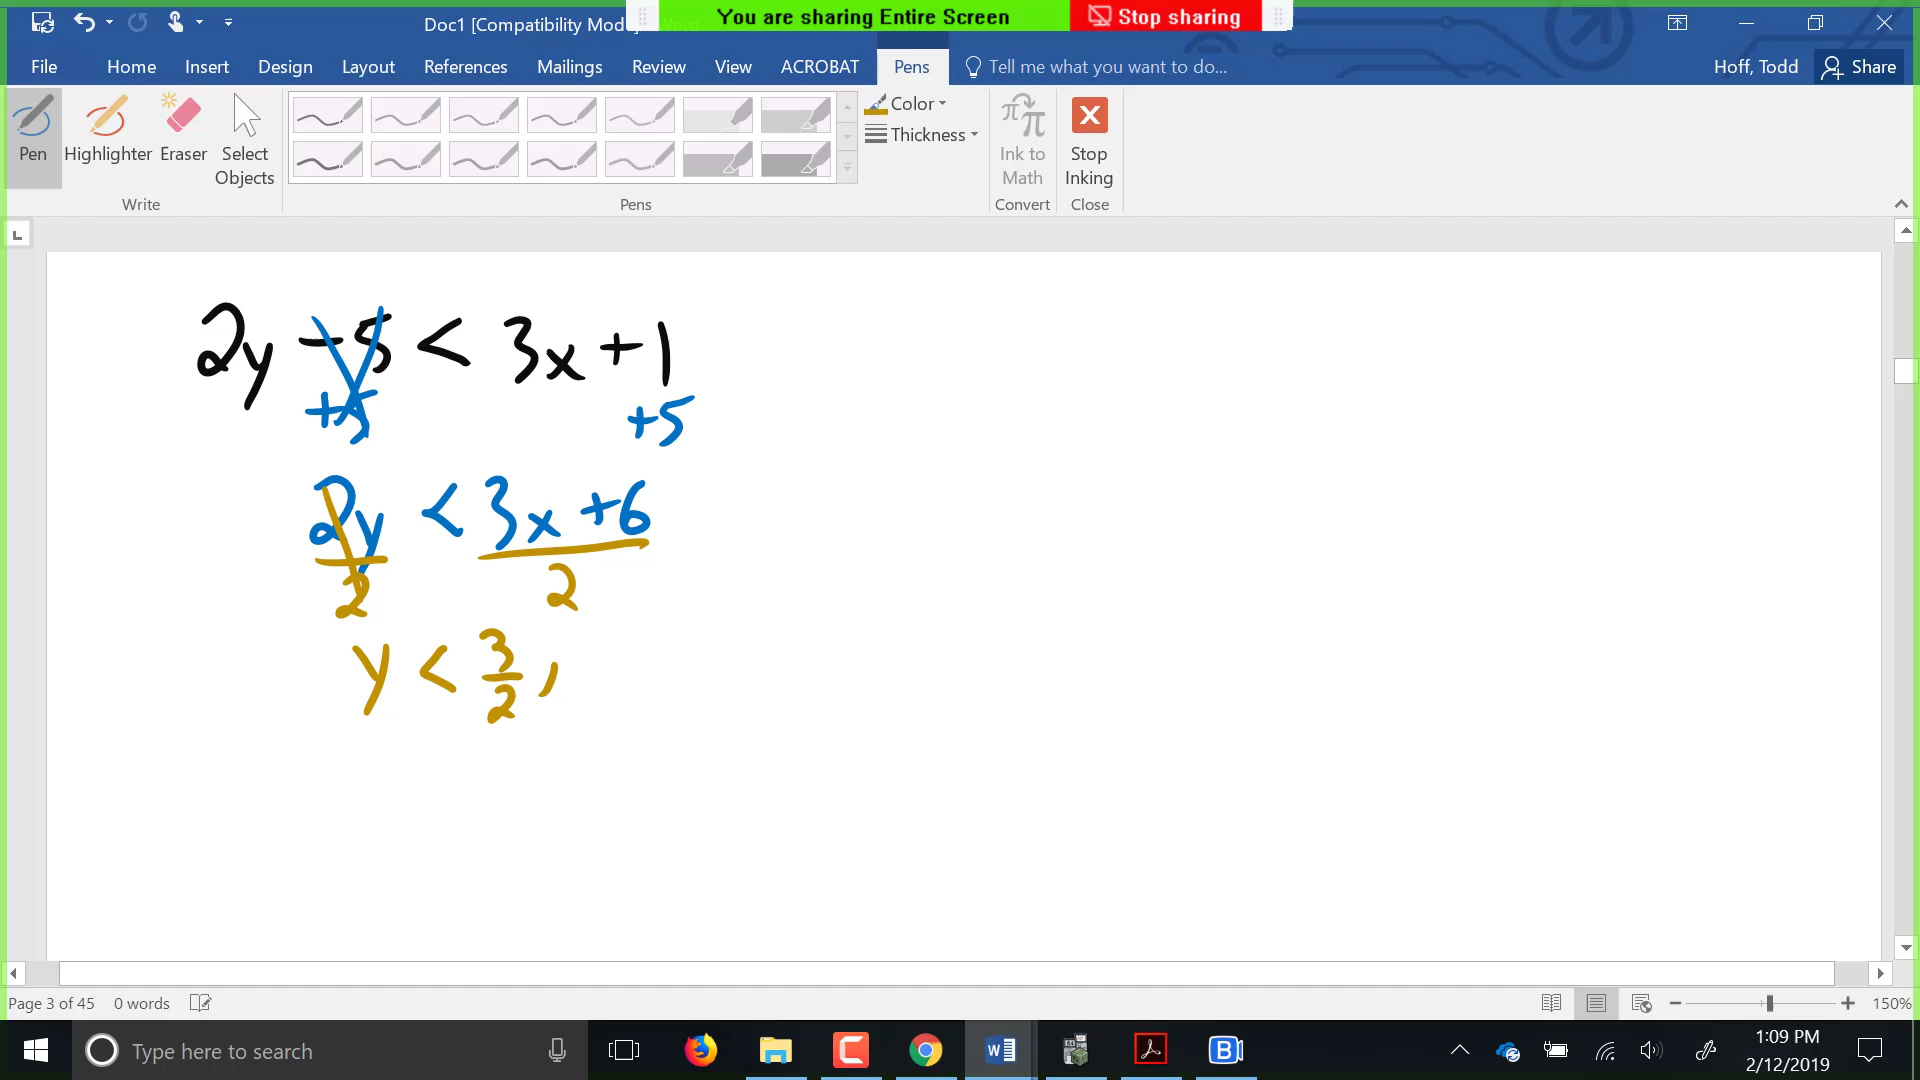 Doc1 [Compatibility Mod
You are sharing Entire Screen
Stop sharing
File Home Insert Design Layout References Mailings Review View ACROBAT Pens Tell me what you want to do... Hoff, Todd Share
Color
Thickness
Pen Highlighter Eraser Select Objects
Ink to Math
Stop Inking
Write Pens Convert Close
2y - 5 < 3x + 1
+5 +5
2y < 3x + 6
2 2
y < 3/2
Page 3 of 45 0 words 150%
Type here to search
1:09 PM
2/12/2019